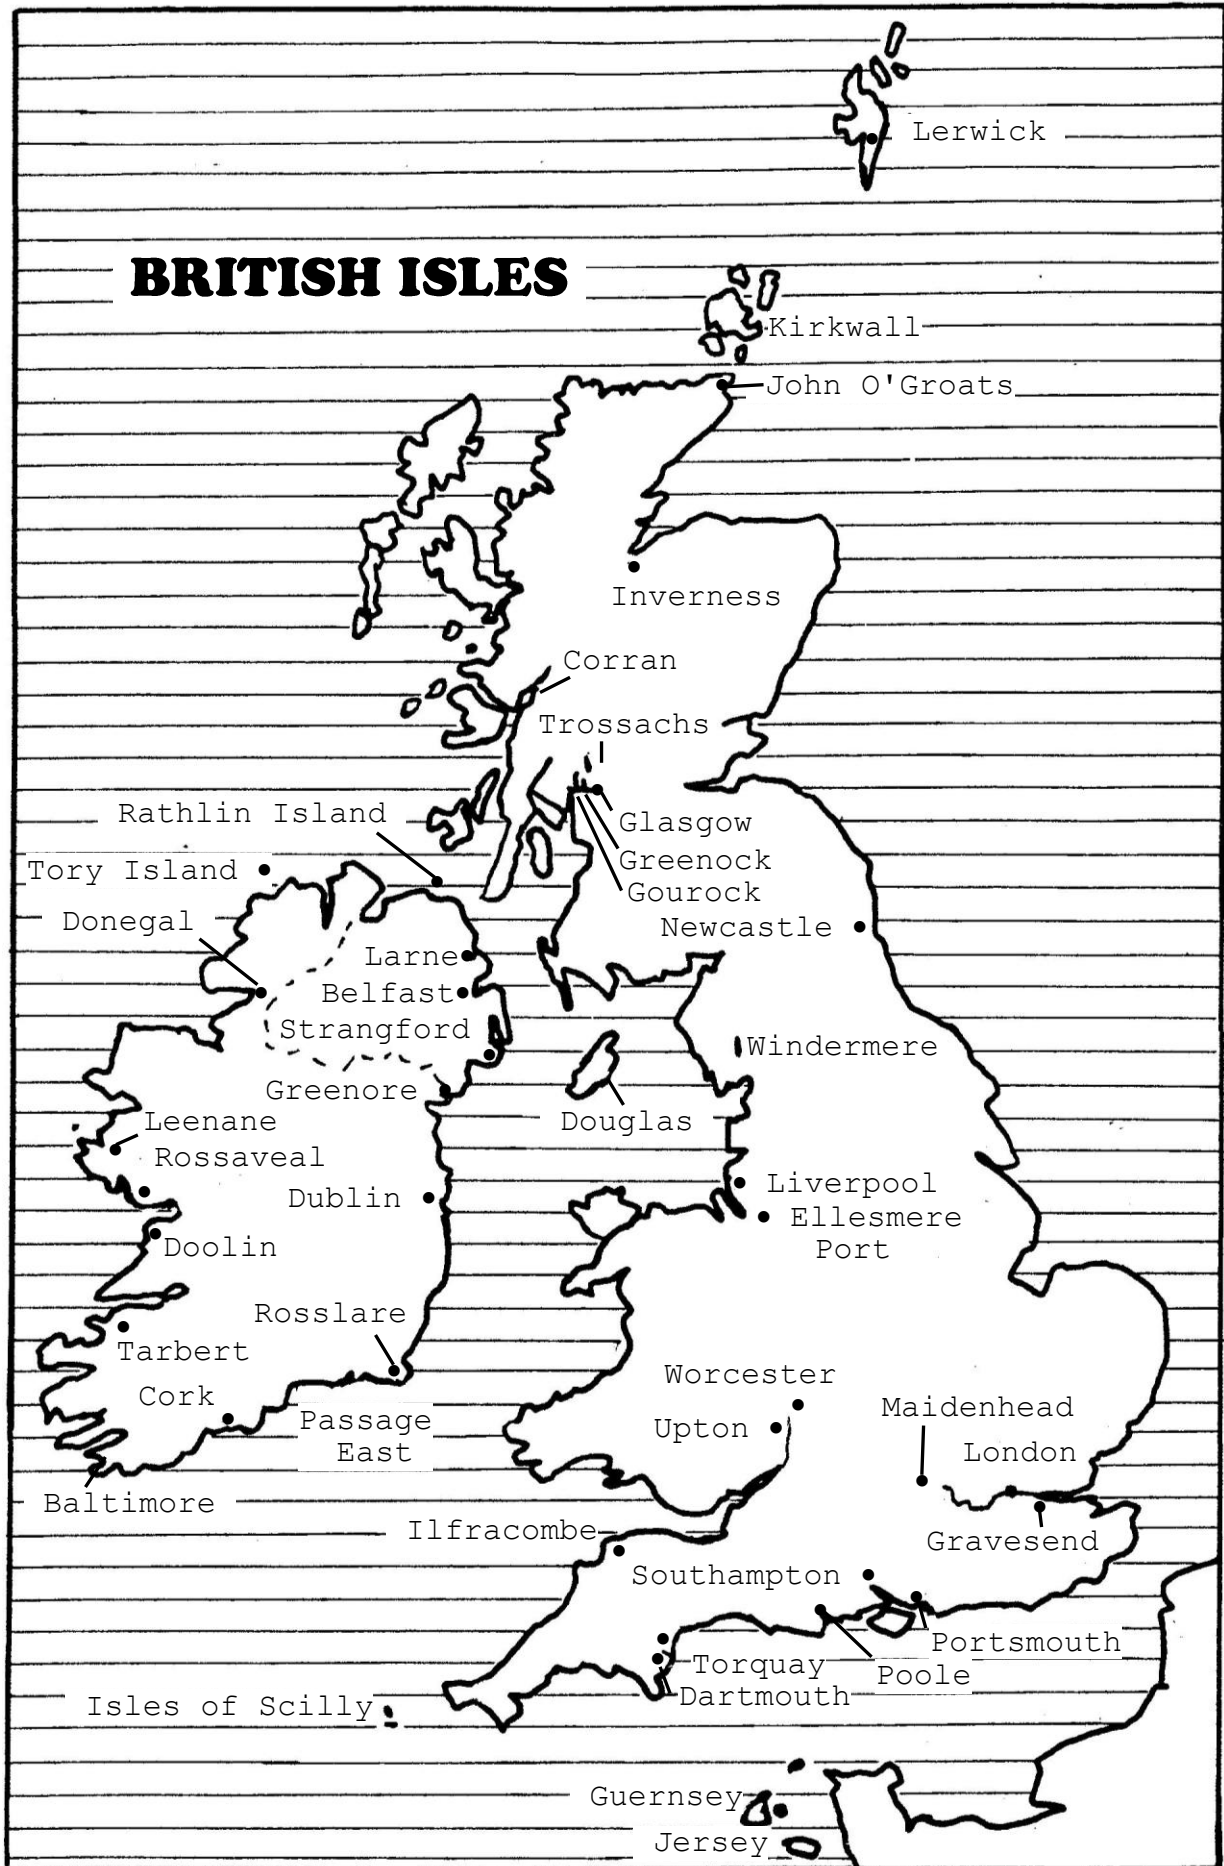 Lerwick
BRITISH ISLES
Kirkwall
John O'Groats
Inverness
Corran
Trossachs
Rathlin Island
Glasgow
Greenock
Tory Island
Gourock
Donegal
Newcastle
Larne
Belfast
Strangford
Windermere
Greenore
Douglas
Leenane
Rossaveal
Liverpool
Dublin
Ellesmere
Port
Doolin
Rosslare
Tarbert
Worcester
Cork
Maidenhead
Passage
East
Upton
London
Baltimore
Ilfracombe
Gravesend
Southampton
Portsmouth
Torquay
Poole
Dartmouth
Isles of Scilly
Guernsey
Jersey